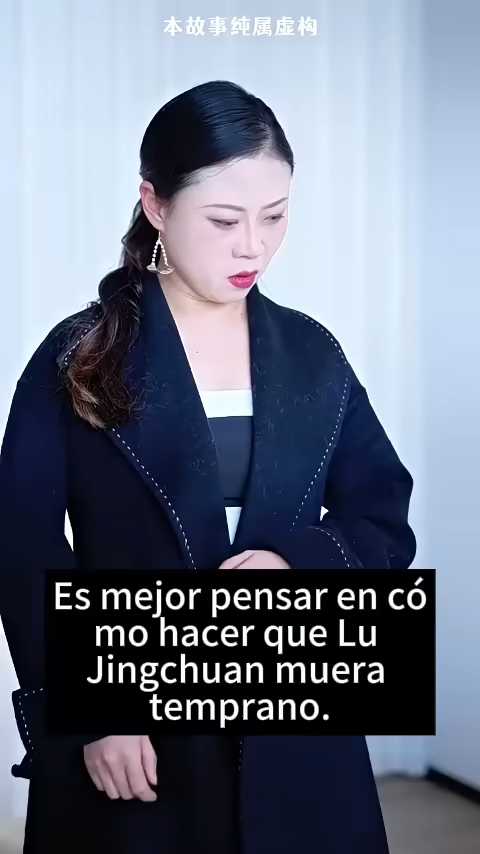 本故事纯属虚构
Es mejor pensar en có
mo hacer que Lu
Jingchuan muera
temprano.